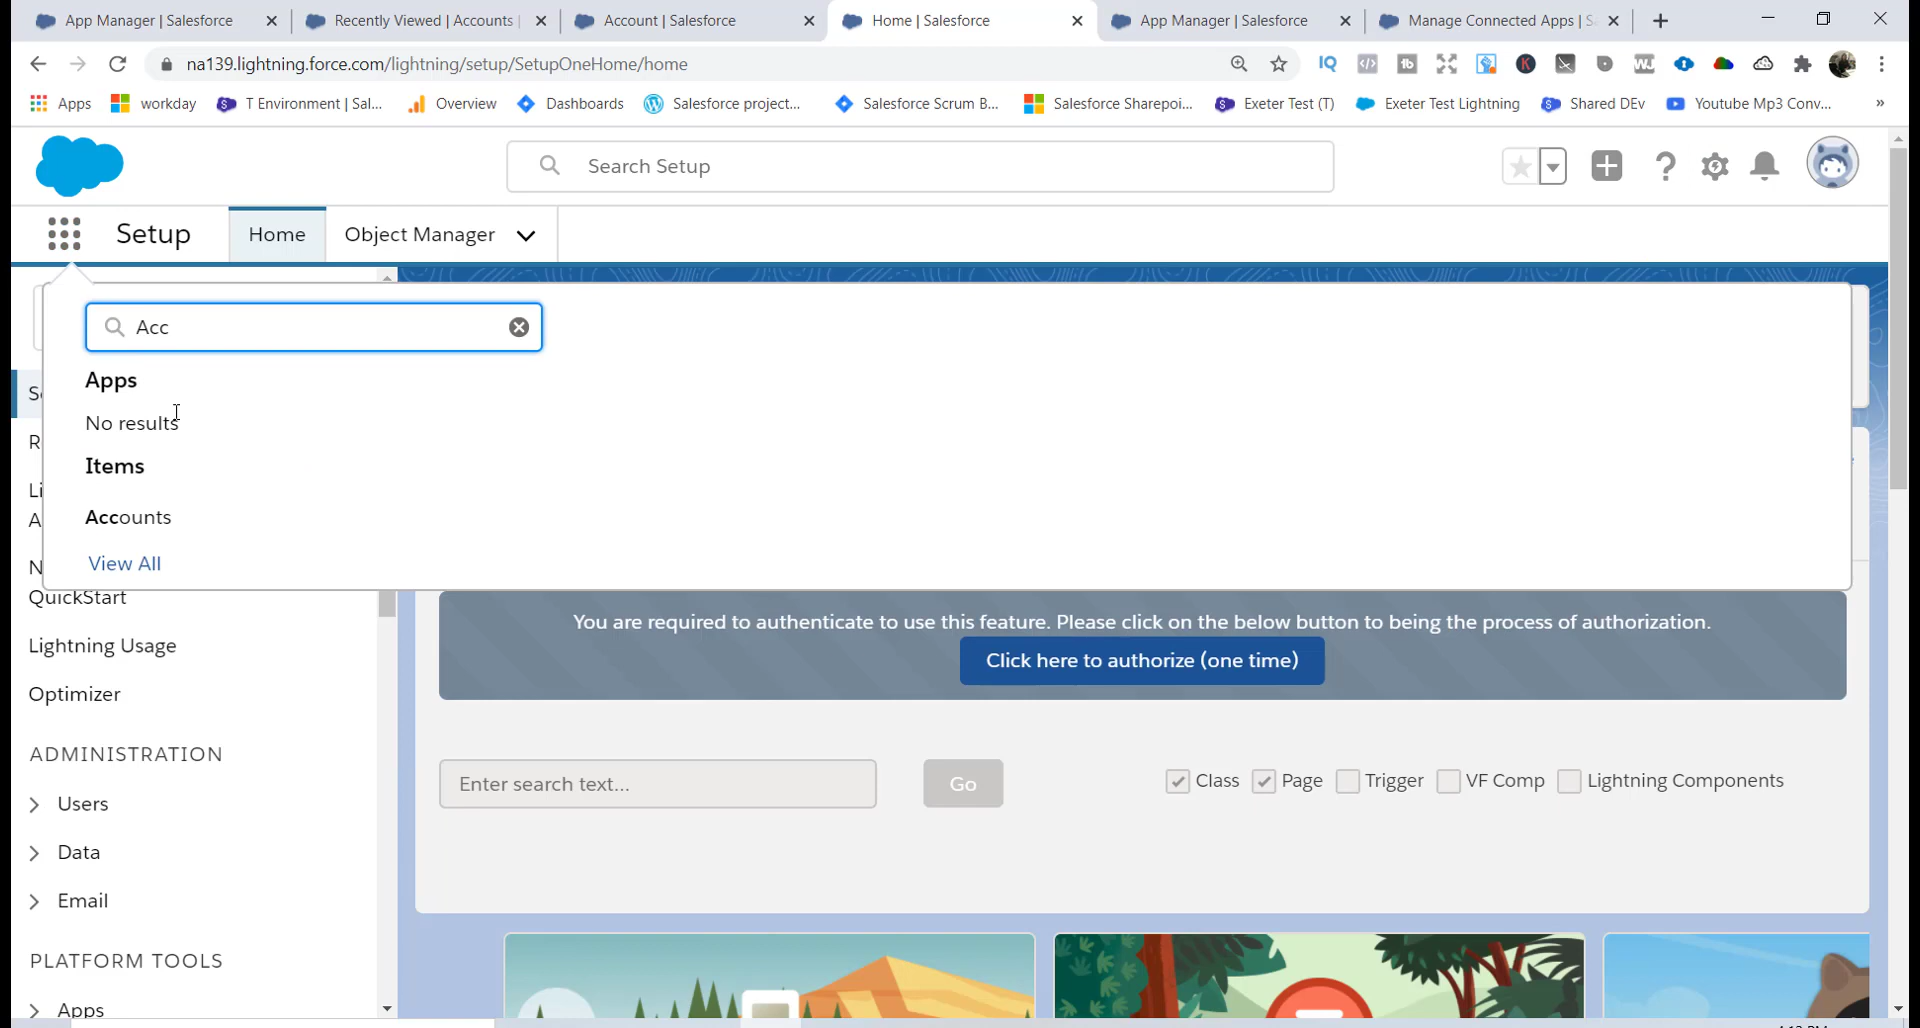 App Manager | Salesforce
Recently Viewed | Accounts |
Account | Salesforce
Home | Salesforce
App Manager | Salesforce
Manage Connected Apps | S
na139.lightning.force.com/lightning/setup/SetupOneHome/home
Apps
workday
T Environment | Sal...
Overview
Dashboards
Salesforce project...
Salesforce Scrum B...
Salesforce Sharepoi...
Exeter Test (T)
Exeter Test Lightning
Shared DEv
Youtube Mp3 Conv...
»
Search Setup
Setup
Home
Object Manager
Acc
Apps
No results
Items
Accounts
View All
QuickStart
Lightning Usage
Optimizer
ADMINISTRATION
Users
Data
Email
PLATFORM TOOLS
Apps
You are required to authenticate to use this feature. Please click on the below button to being the process of authorization.
Click here to authorize (one time)
Enter search text...
Go
Class
Page
Trigger
VF Comp
Lightning Components